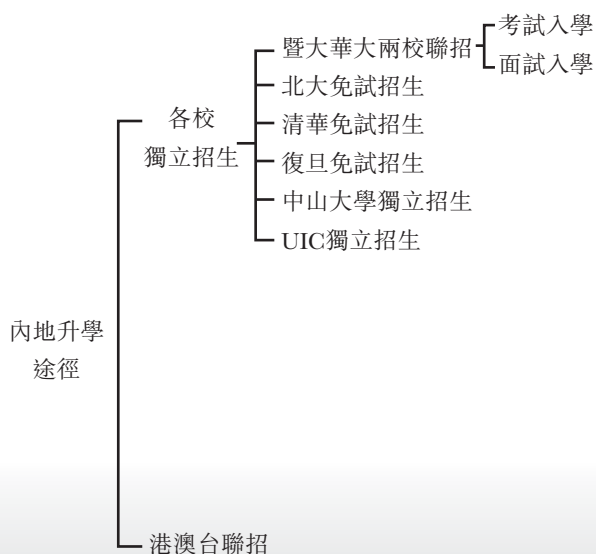 暨大華大兩校聯招
考試入學
面試入學
北大免試招生
清華免試招生
復旦免試招生
中山大學獨立招生
UIC獨立招生
各校
獨立招生
內地升學
途徑
港澳台聯招